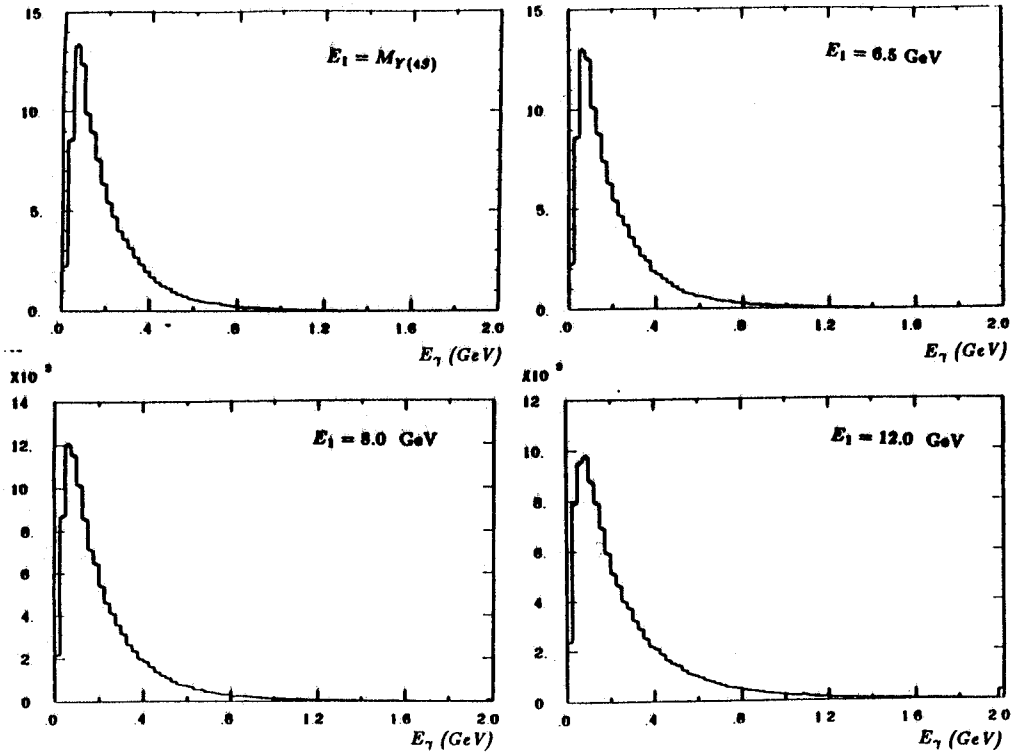 15. 10. 5. 0.
E₁ = M_Υ(4S)
.0 .4 .8 1.2 1.6 2.0
E_γ (GeV)
15. 10. 5. 0.
E₁ = 6.5 GeV
.0 .4 .8 1.2 1.6 2.0
E_γ (GeV)
X10 ³
14 12. 10. 8. 6. 4. 2. 0.
E₁ = 8.0 GeV
.0 .4 .8 1.2 1.6 2.0
E_γ (GeV)
X10 ³
12 10. 8. 6. 4. 2. 0.
E₁ = 12.0 GeV
.0 .4 .8 1.2 1.6 2.0
E_γ (GeV)